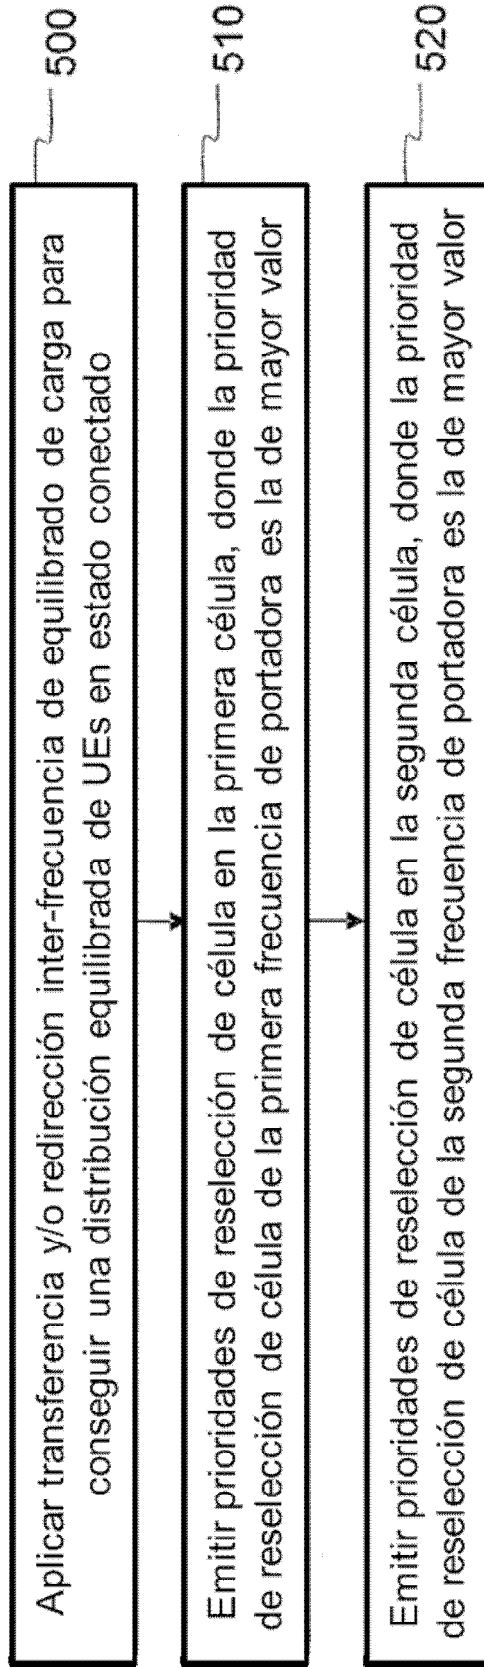 500
Aplicar transferencia y/o redirección inter-frecuencia de equilibrado de carga para
conseguir una distribución equilibrada de UEs en estado conectado
510
Emitir prioridades de reselección de célula en la primera célula, donde la prioridad
de reselección de célula de la primera frecuencia de portadora es la de mayor valor
520
Emitir prioridades de reselección de célula en la segunda célula, donde la prioridad
de reselección de célula de la segunda frecuencia de portadora es la de mayor valor